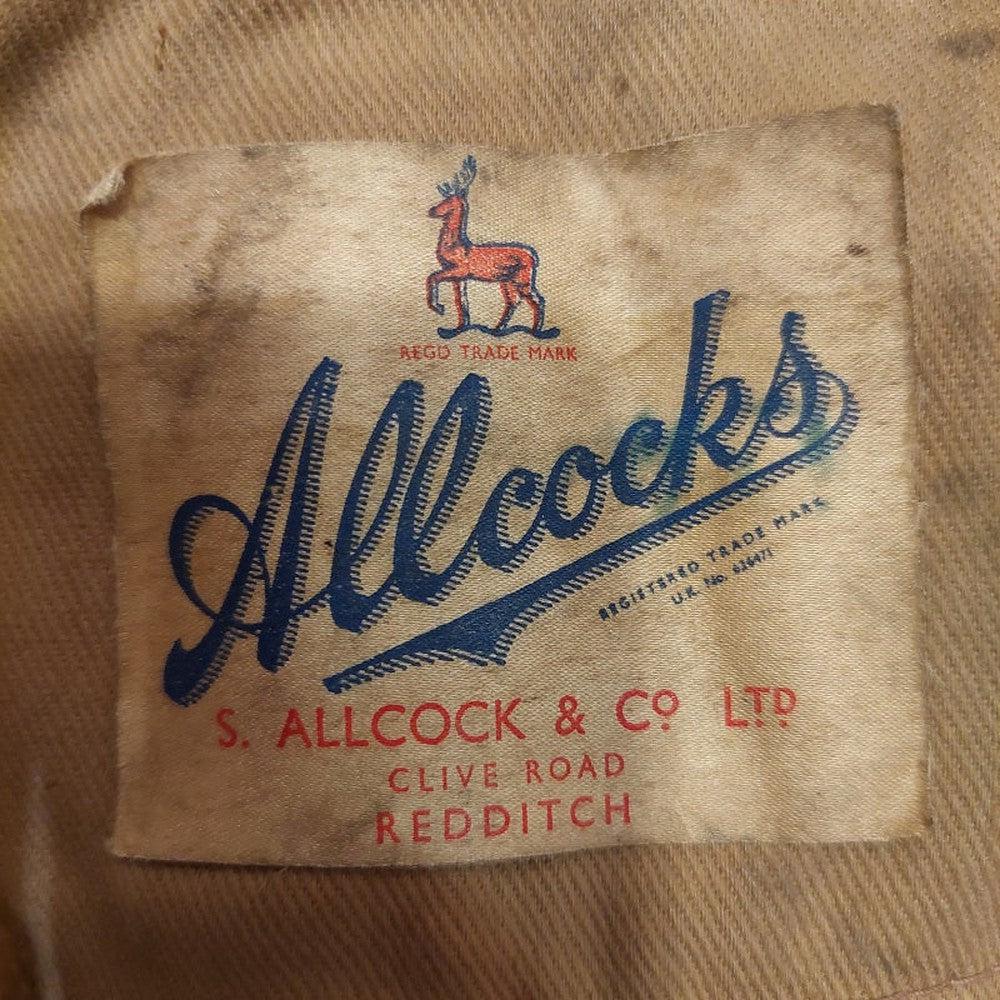 REGD TRADE MARK
Allcocks
REGISTERED TRADE MARK
U.K. No. 626471
S. ALLCOCK & Co LTD
CLIVE ROAD
REDDITCH